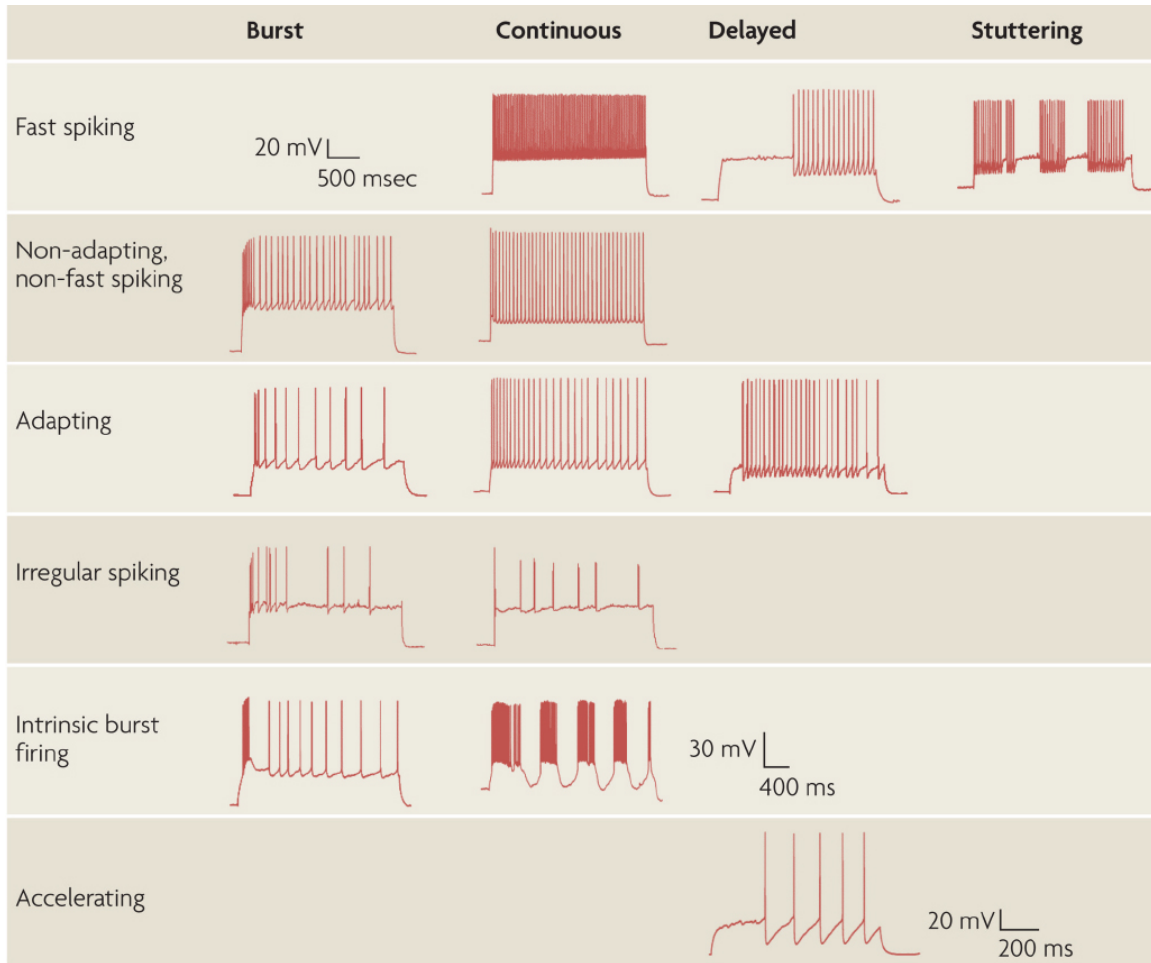 Burst Continuous Delayed Stuttering
Fast spiking
20 mV
500 msec
Non-adapting,
non-fast spiking
Adapting
Irregular spiking
Intrinsic burst
firing
30 mV
400 ms
Accelerating
20 mV
200 ms